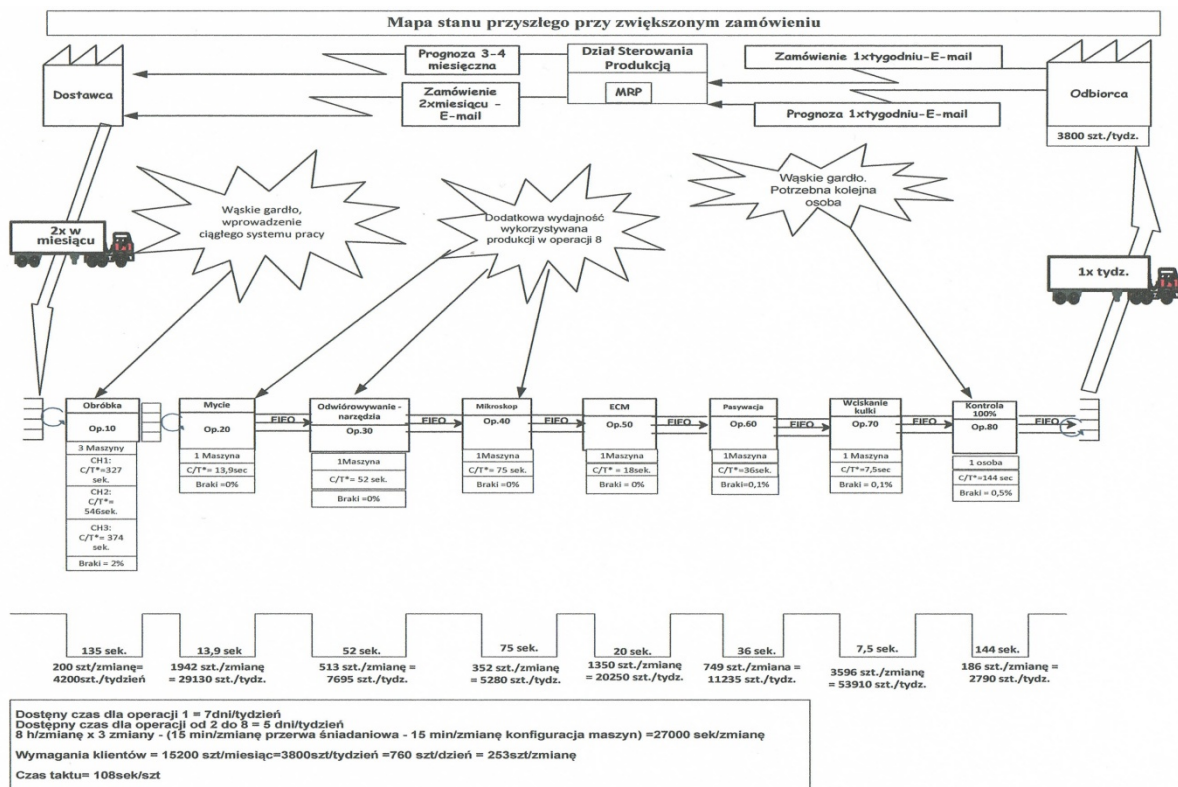 Mapa stanu przyszłego przy zwiększonym zamówieniu
Dostawca
Prognoza 3-4
miesięczna
Zamówienie
2xmiesiącu -
E-mail
Dział Sterowania
Produkcją
MRP
Zamówienie 1xtygodniu-E-mail
Prognoza 1xtygodniu-E-mail
Odbiorca
3800 szt./tydz.
2x w
miesiącu
Wąskie gardło,
wprowadzenie
ciągłego systemu pracy
Dodatkowa wydajność
wykorzystywana
produkcji w operacji 8
Wąskie gardło.
Potrzebna kolejna
osoba
1x tydz.
Obróbka
Op.10
3 Maszyny
CH1:
C/T*=327
sek.
CH2:
C/T*=
546sek.
CH3:
C/T*= 374
sek.
Braki = 2%
Mycie
Op.20
1 Maszyna
C/T*= 13,9sec
Braki =0%
FIFO
Odwiórowywanie -
narzędzia
Op.30
1Maszyna
C/T*= 52 sek.
Braki =0%
FIFO
Mikroskop
Op.40
1Maszyna
C/T*= 75 sek.
Braki =0%
FIFO
ECM
Op.50
1 Maszyna
C/T* = 18sek.
Braki = 0%
FIFO
Pasywacja
Op.60
1Maszyna
C/T*=36sek.
Braki=0,1%
FIFO
Wciskanie
kulki
Op.70
1 Maszyna
C/T*=7,5sek
Braki = 0,1%
FIFO
Kontrola
100%
Op.80
1 osoba
C/T*=144 sec
Braki = 0,5%
FIFO
135 sek.
200 szt/zmianę=
4200szt/tydzień
13,9 sek
1942 szt./zmianę
= 29130 szt./tydz.
52 sek.
513 szt./zmianę =
7695 szt./tydz.
75 sek.
352 szt./zmianę
= 5280 szt./tydz.
20 sek.
1350 szt./zmianę
= 20250 szt./tydz.
36 sek.
749 szt./zmiana =
11235 szt./tydz.
7,5 sek.
3596 szt./zmianę
= 53910 szt./tydz.
144 sek.
186 szt./zmianę =
2790 szt./tydz.
Dostęny czas dla operacji 1 = 7dni/tydzień
Dostępny czas dla operacji od 2 do 8 = 5 dni/tydzień
8 h/zmianę x 3 zmiany - (15 min/zmianę przerwa śniadaniowa - 15 min/zmianę konfiguracja maszyn) =27000 sek/zmianę
Wymagania klientów = 15200 szt/miesiąc=3800szt/tydzień =760 szt/dzień = 253szt/zmianę
Czas taktu= 108sek/szt